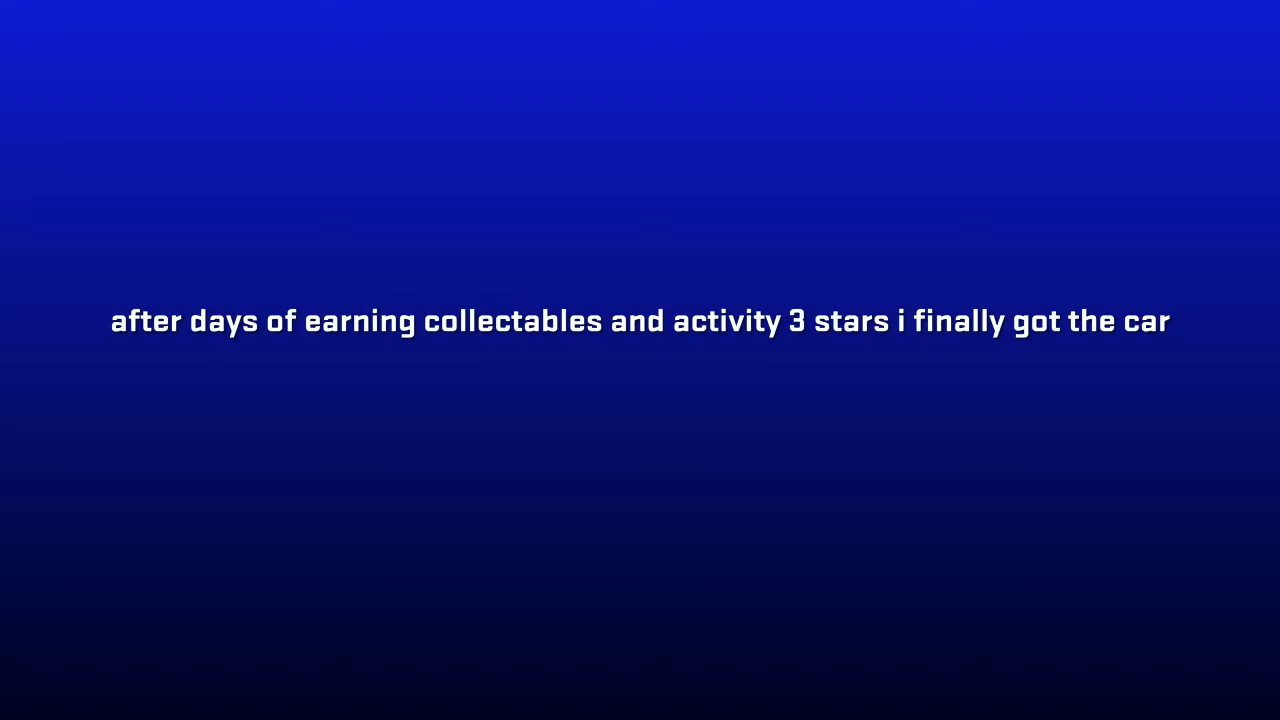 after days of earning collectables and activity 3 stars i finally got the car